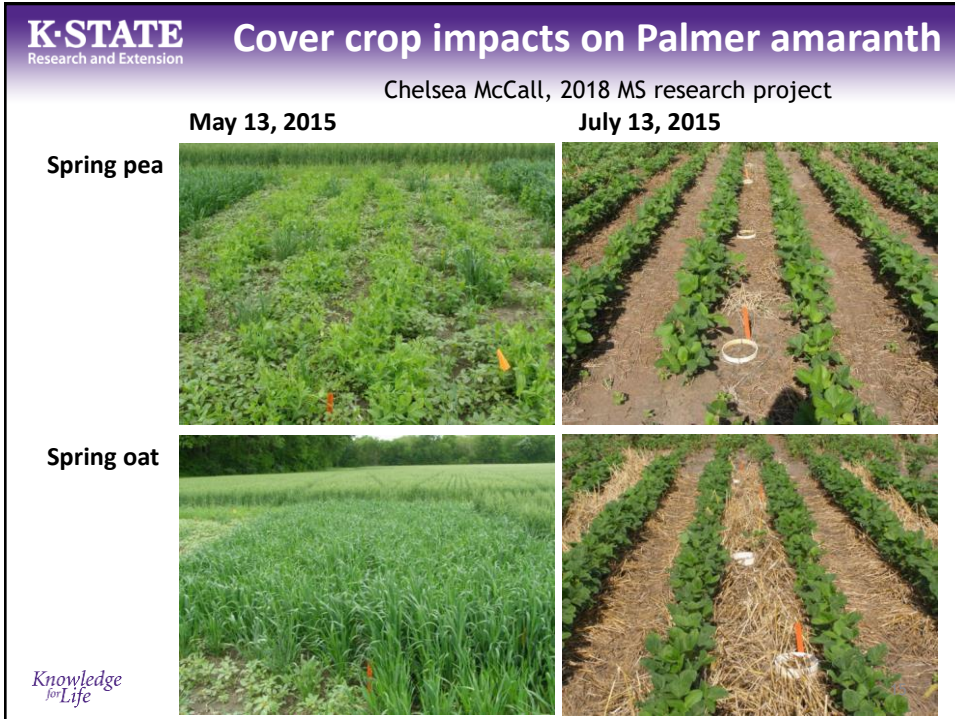 K·STATE
Research and Extension
Cover crop impacts on Palmer amaranth
Chelsea McCall, 2018 MS research project
May 13, 2015
July 13, 2015
Spring pea
Spring oat
Knowledge
for Life